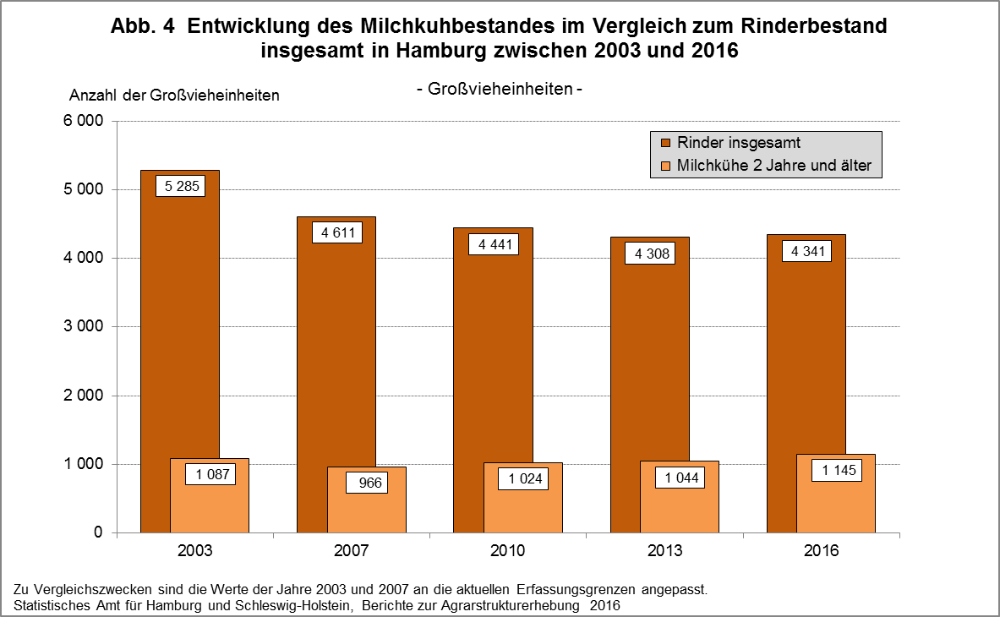 Abb. 4  Entwicklung des Milchkuhbestandes im Vergleich zum Rinderbestand
insgesamt in Hamburg zwischen 2003 und 2016
- Großvieheinheiten -
Anzahl der Großvieheinheiten
6 000
5 000
4 000
3 000
2 000
1 000
0
Rinder insgesamt
Milchkühe 2 Jahre und älter
5 285
4 611
4 441
4 308
4 341
1 087
966
1 024
1 044
1 145
2003
2007
2010
2013
2016
Zu Vergleichszwecken sind die Werte der Jahre 2003 und 2007 an die aktuellen Erfassungsgrenzen angepasst.
Statistisches Amt für Hamburg und Schleswig-Holstein,  Berichte zur Agrarstrukturerhebung  2016